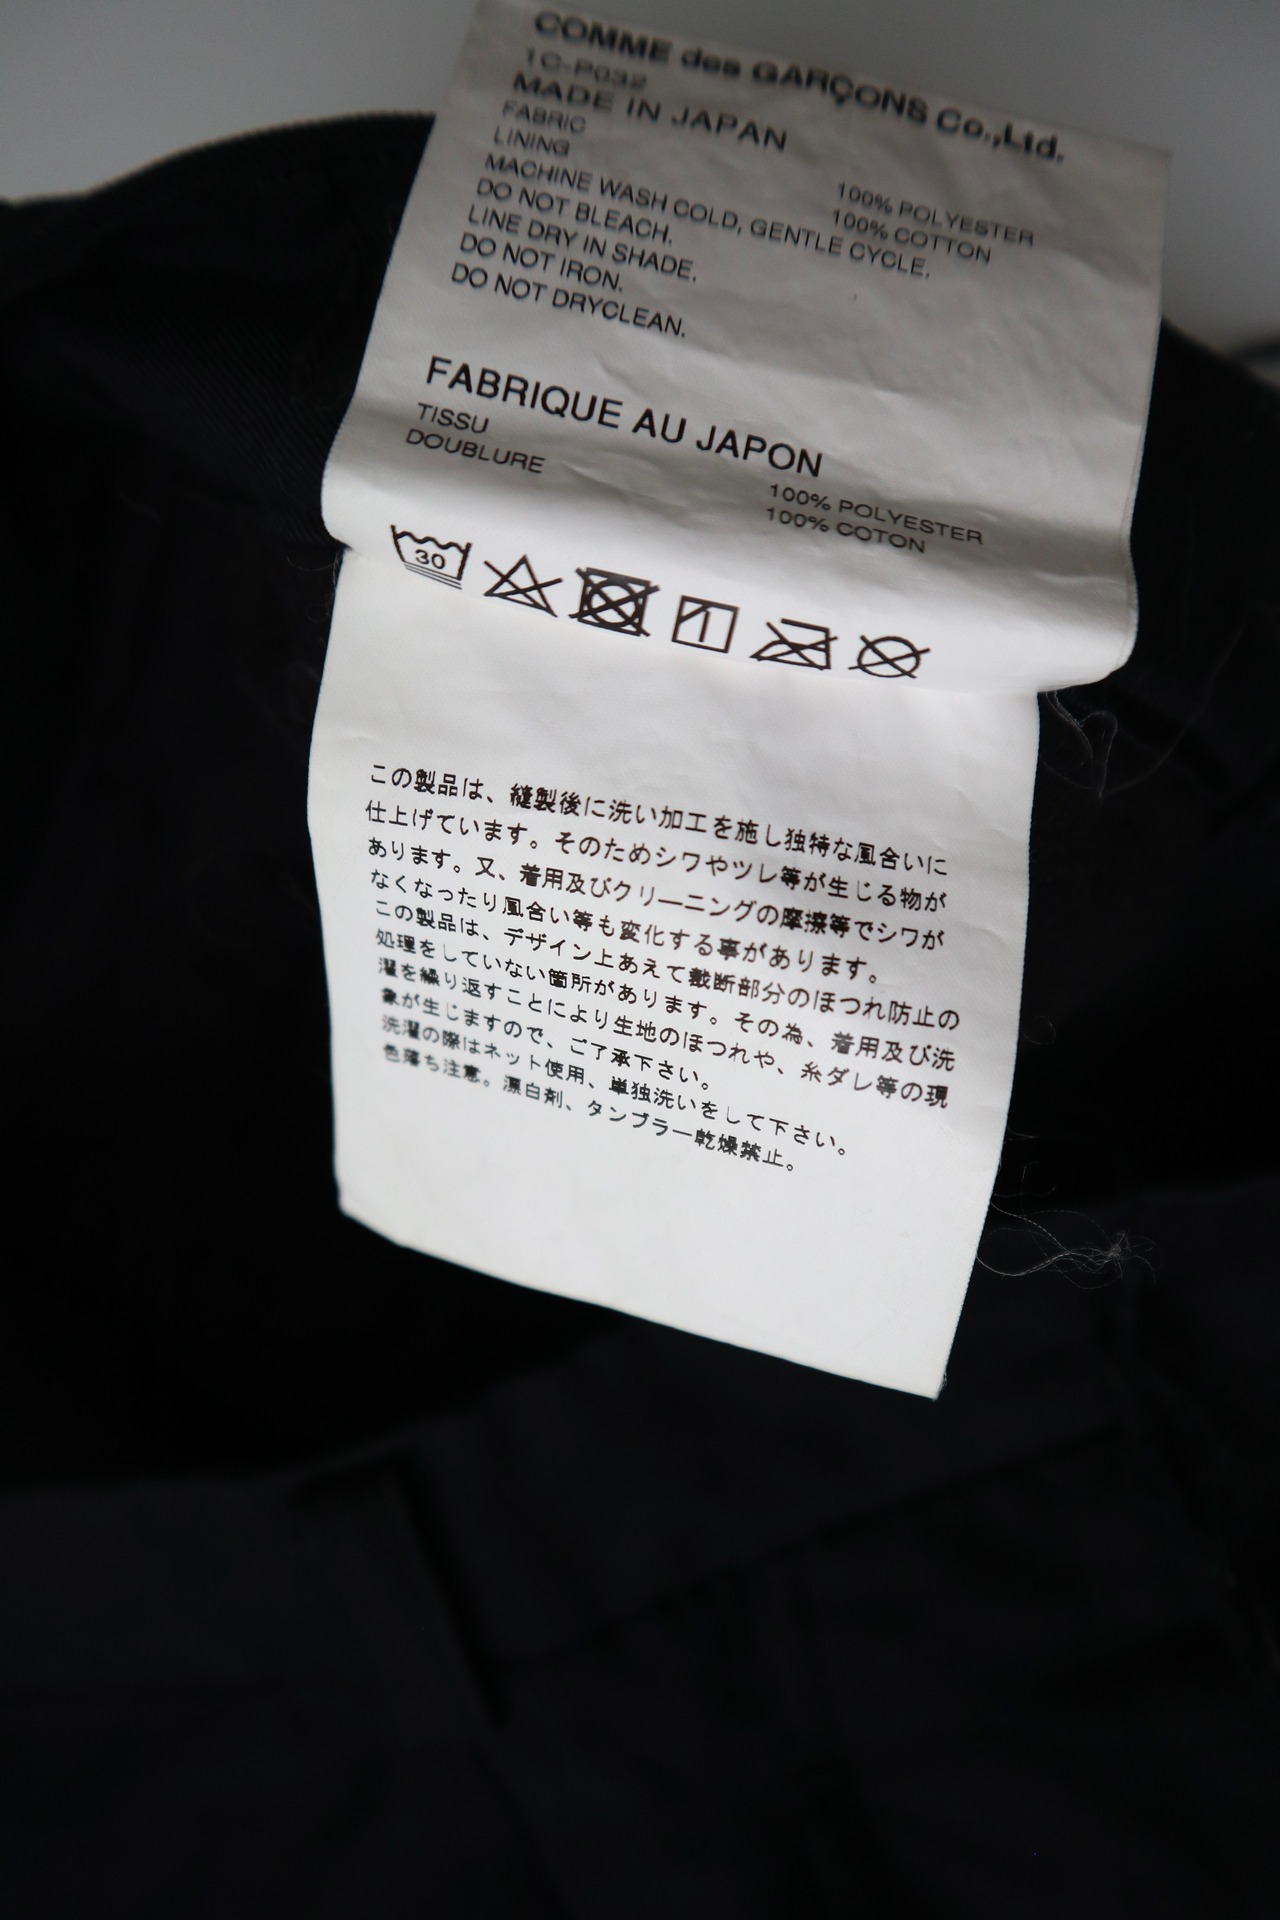 COMME des GARÇONS Co.,Ltd.
1C-P032
MADE IN JAPAN
FABRIC 100% POLYESTER
LINING 100% COTTON
MACHINE WASH COLD, GENTLE CYCLE.
DO NOT BLEACH.
LINE DRY IN SHADE.
DO NOT IRON.
DO NOT DRYCLEAN.
FABRIQUE AU JAPON
TISSU 100% POLYESTER
DOUBLURE 100% COTON
30
この製品は、縫製後に洗い加工を施し独特な風合いに
仕上げています。そのためシワやツレ等が生じる物が
あります。又、着用及びクリーニングの摩擦等でシワが
なくなったり風合い等も変化する事があります。
この製品は、デザイン上あえて裁断部分のほつれ防止の
処理をしていない箇所があります。その為、着用及び洗
濯を繰り返すことにより生地のほつれや、糸ダレ等の現
象が生じますので、ご了承下さい。
洗濯の際はネット使用、単独洗いをして下さい。
色落ち注意。漂白剤、タンブラー乾燥禁止。